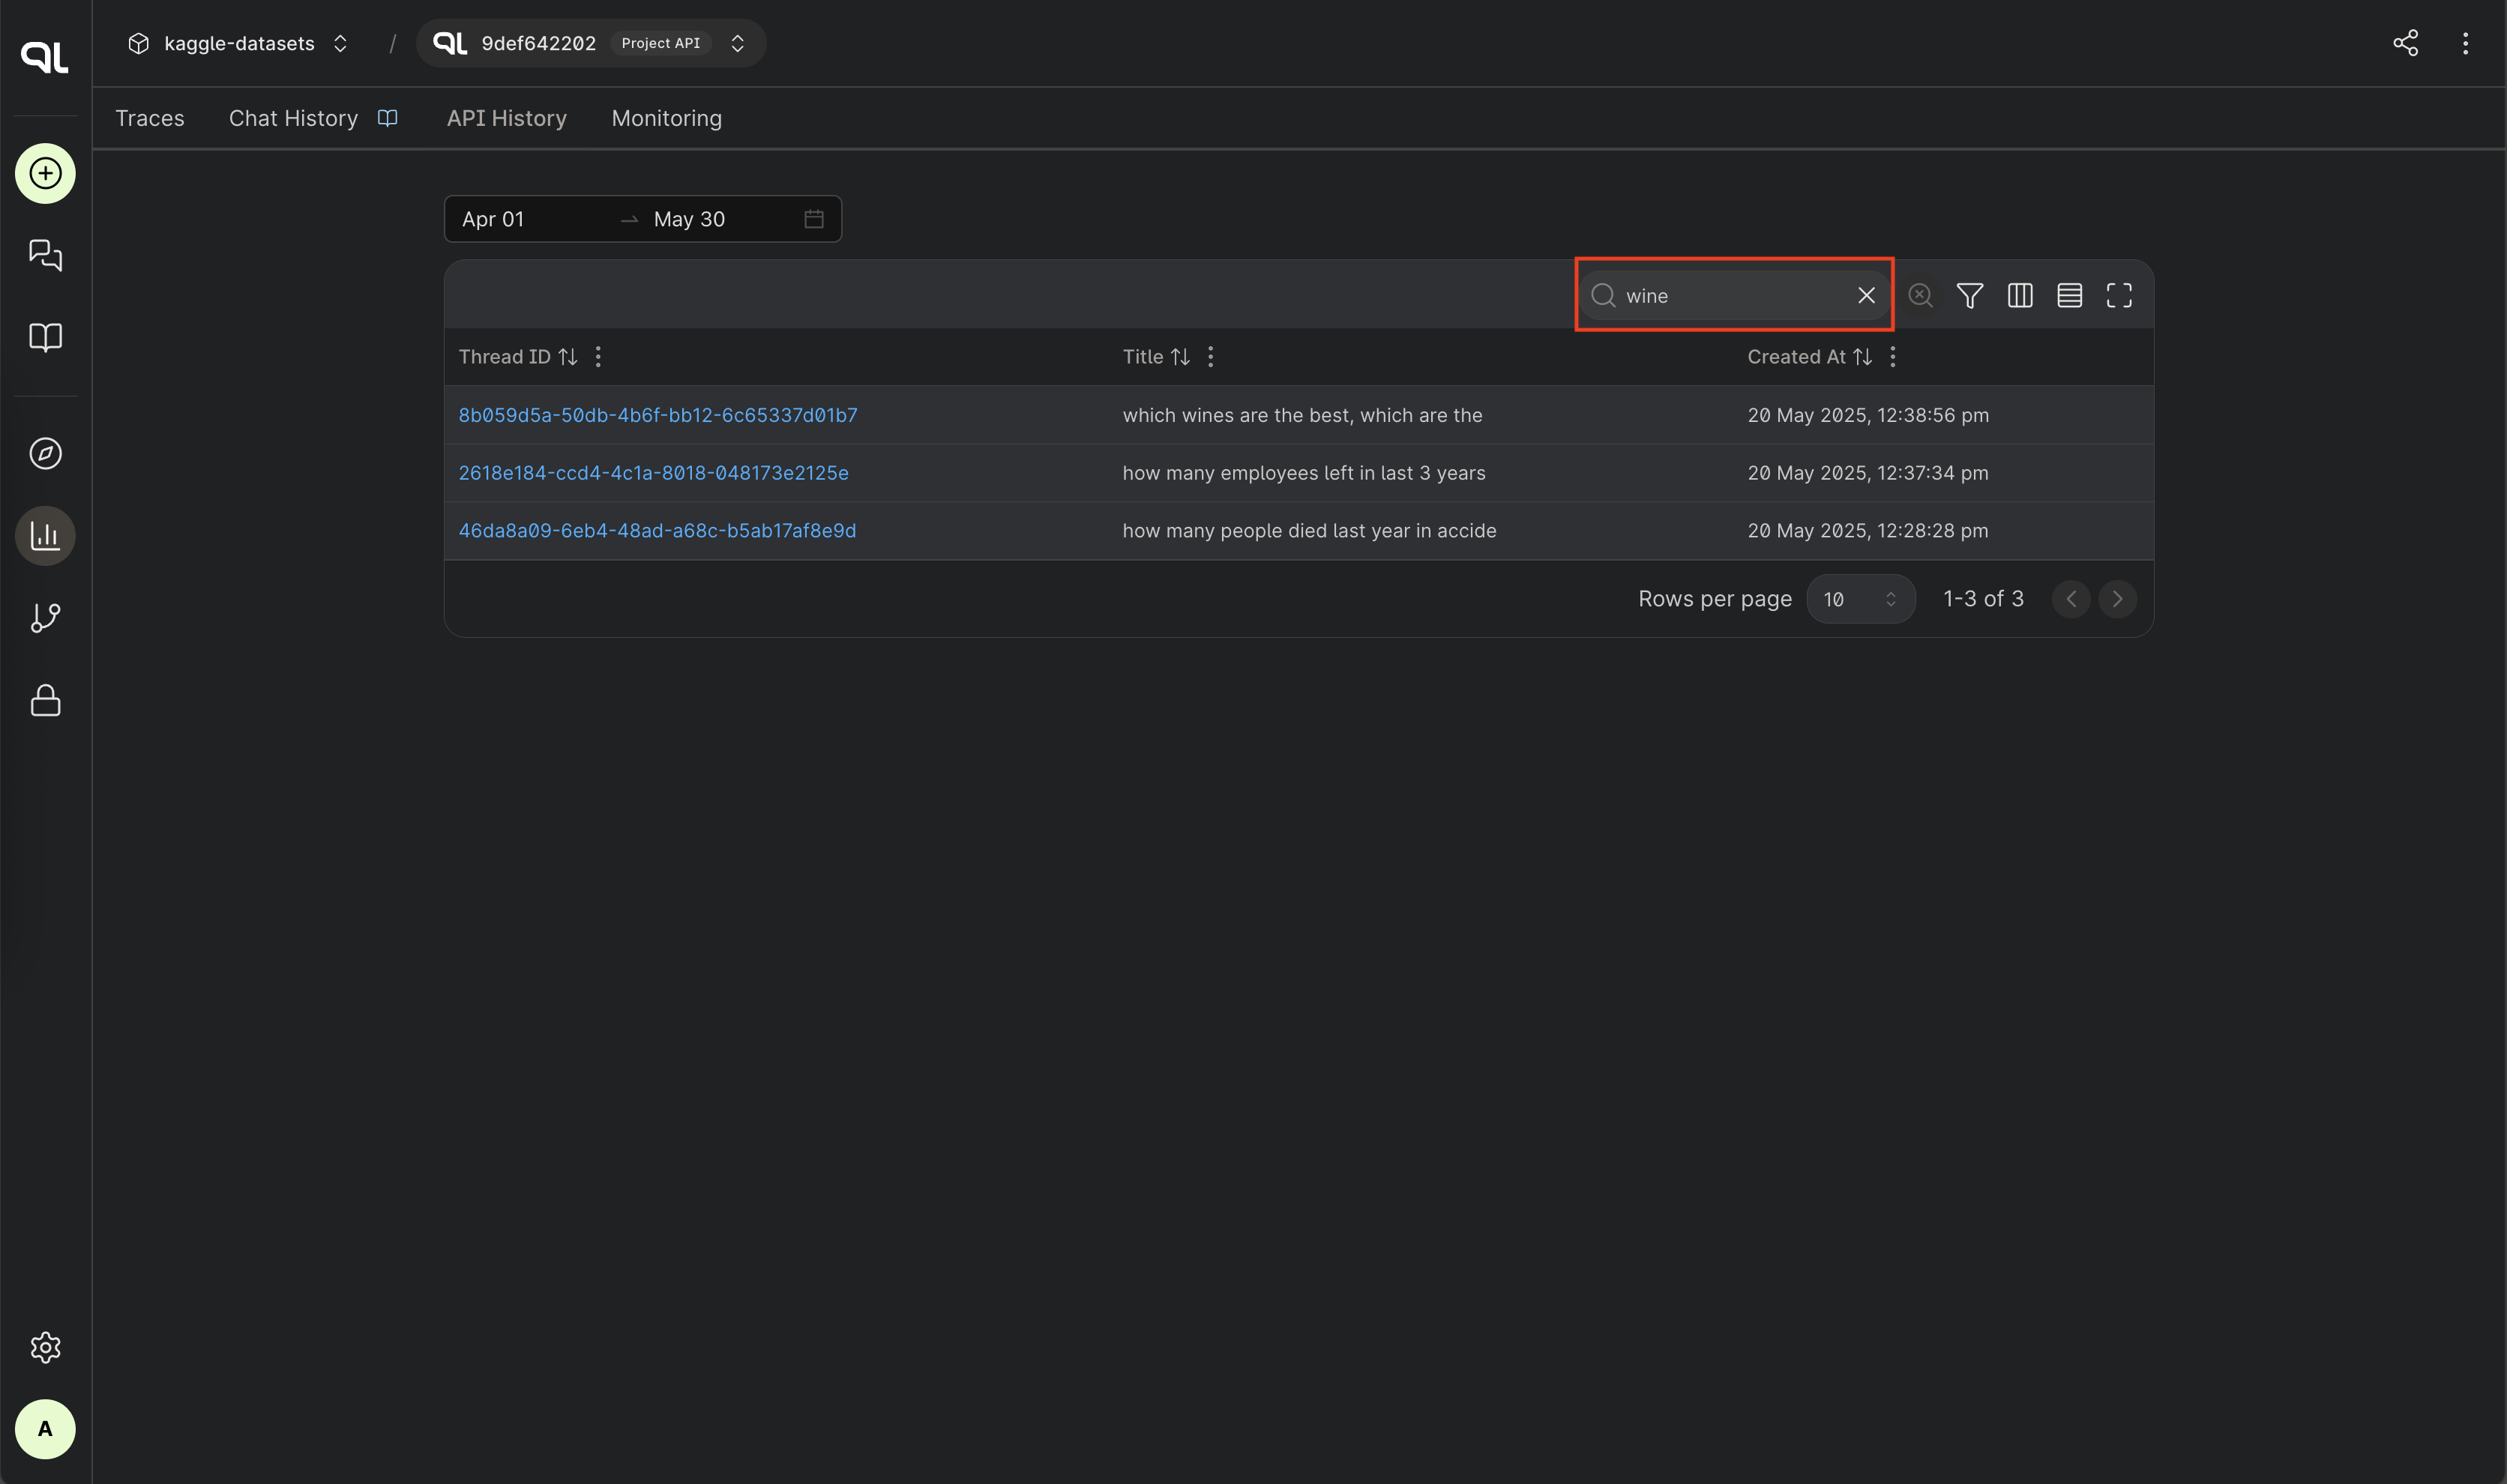 QL
kaggle-datasets / QL 9def642202 Project API
Traces Chat History API History Monitoring
Apr 01 → May 30
wine
Thread ID Title Created At
8b059d5a-50db-4b6f-bb12-6c65337d01b7 which wines are the best, which are the 20 May 2025, 12:38:56 pm
2618e184-ccd4-4c1a-8018-048173e2125e how many employees left in last 3 years 20 May 2025, 12:37:34 pm
46da8a09-6eb4-48ad-a68c-b5ab17af8e9d how many people died last year in accide 20 May 2025, 12:28:28 pm
Rows per page 10 1-3 of 3
A